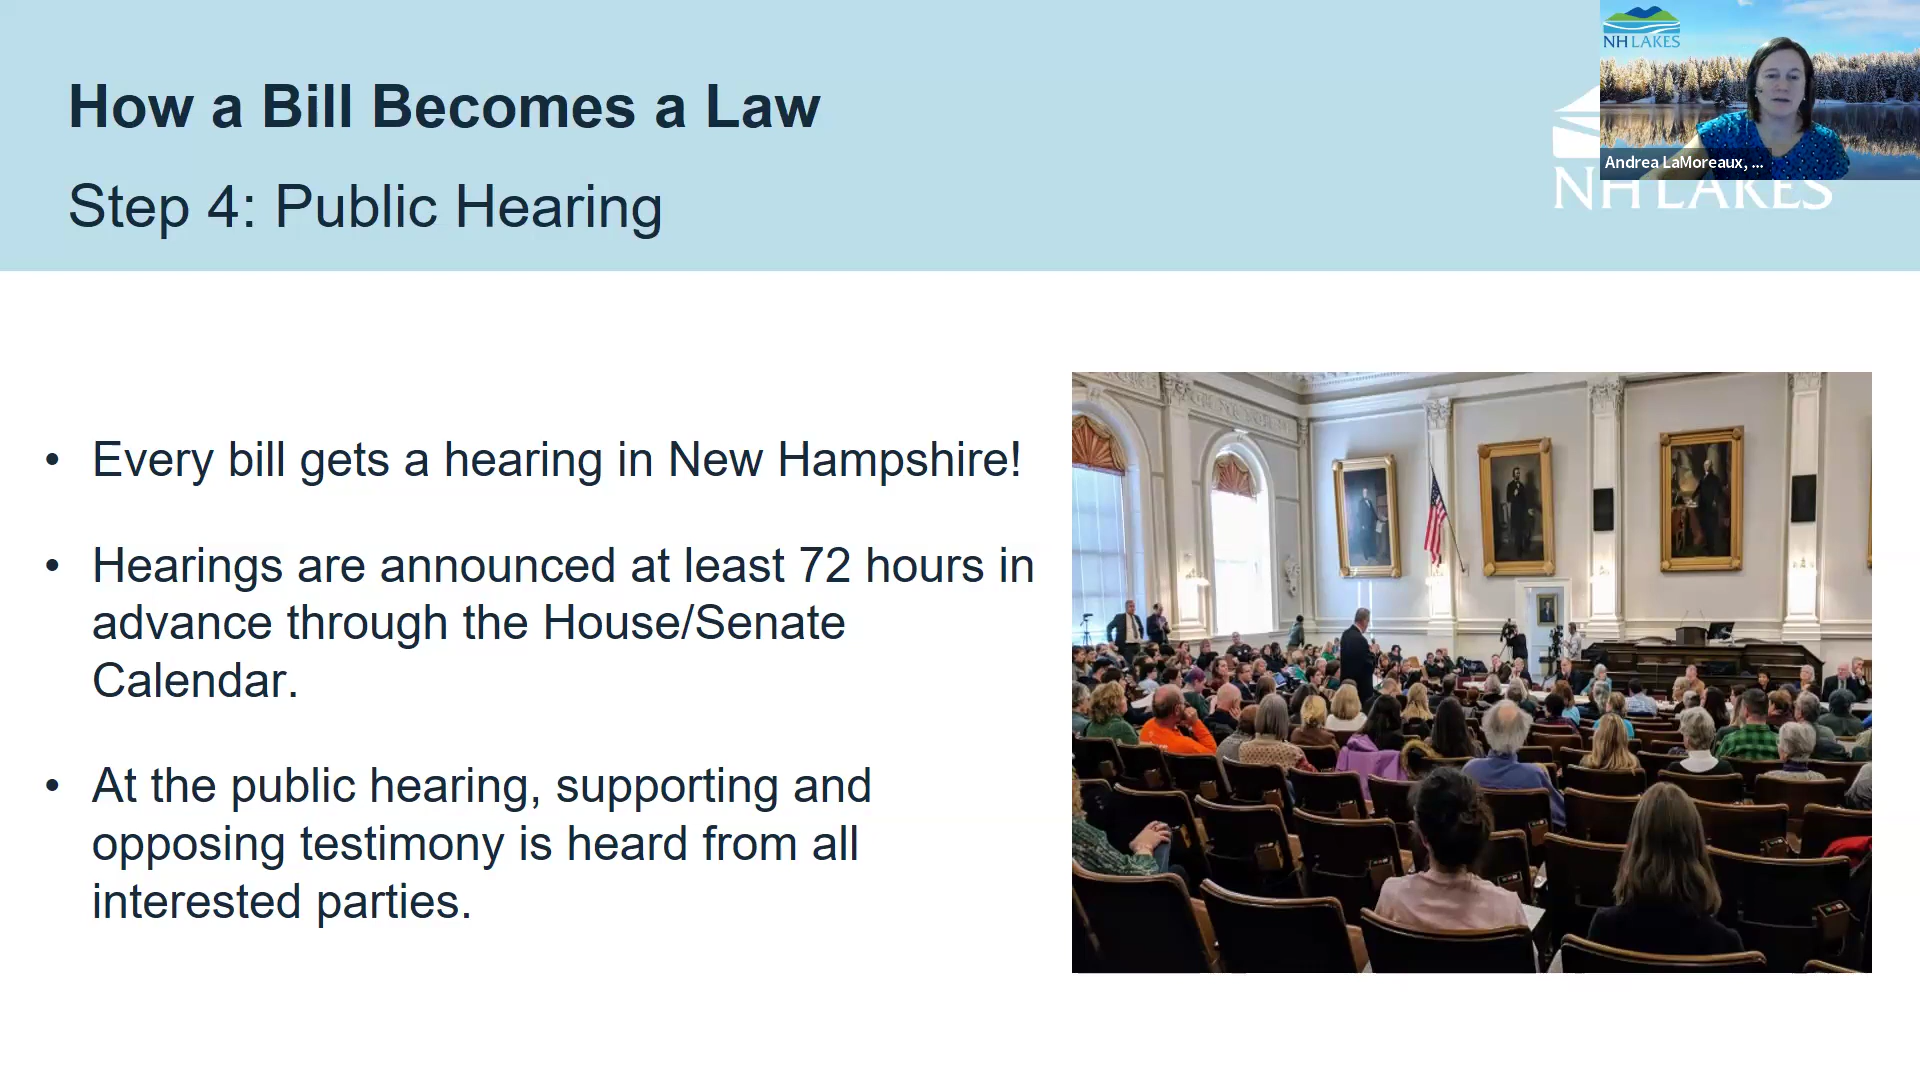 How a Bill Becomes a Law
Step 4: Public Hearing
NH LAKES
Andrea LaMoreaux, ...
NH LAKES
• Every bill gets a hearing in New Hampshire!
• Hearings are announced at least 72 hours in
advance through the House/Senate
Calendar.
• At the public hearing, supporting and
opposing testimony is heard from all
interested parties.